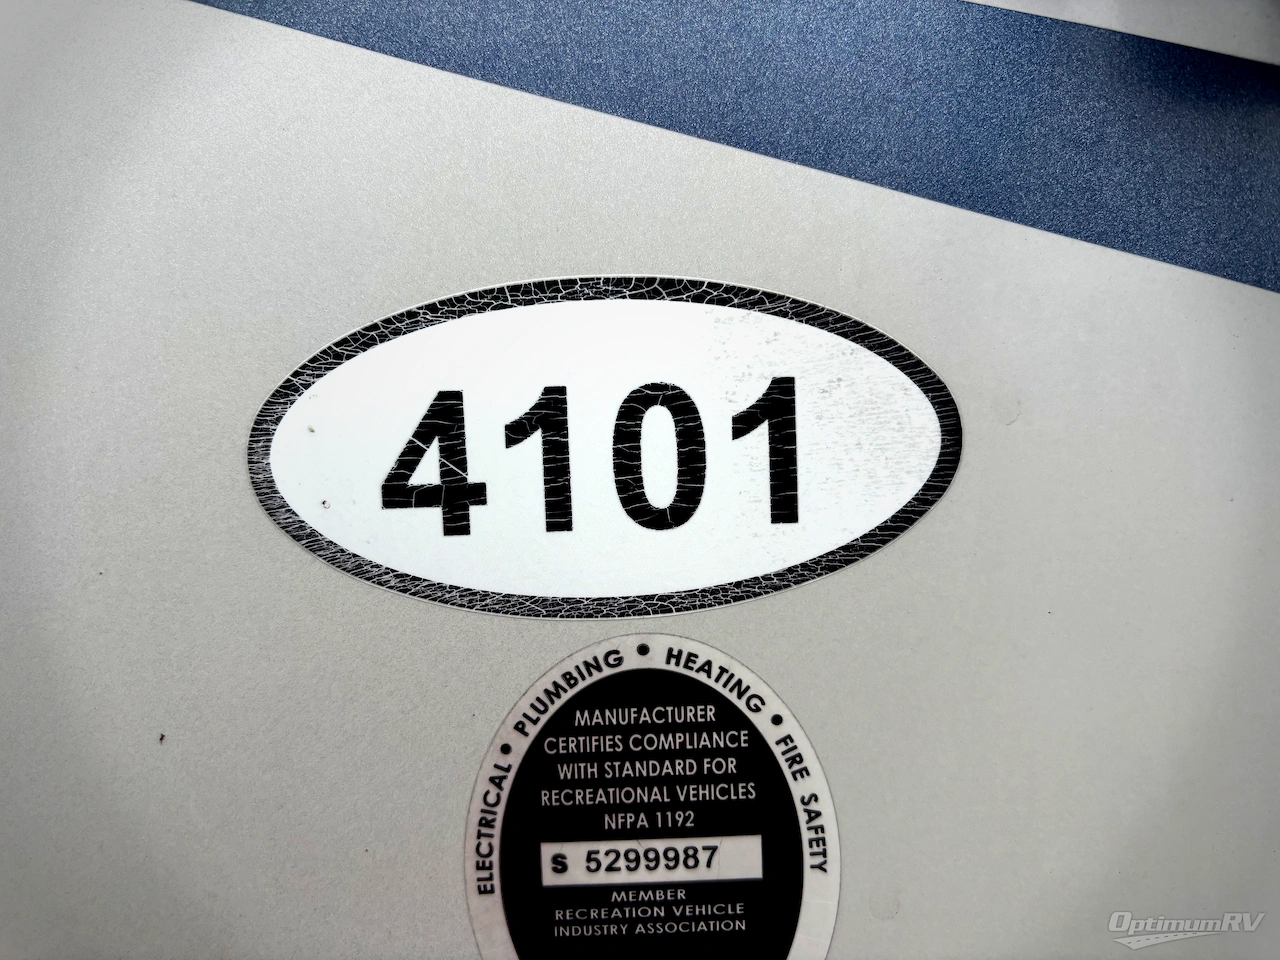 4101
ELECTRICAL • PLUMBING • HEATING • FIRE SAFETY
MANUFACTURER
CERTIFIES COMPLIANCE
WITH STANDARD FOR
RECREATIONAL VEHICLES
NFPA 1192
S 5299987
MEMBER
RECREATION VEHICLE
INDUSTRY ASSOCIATION
OptimumRV